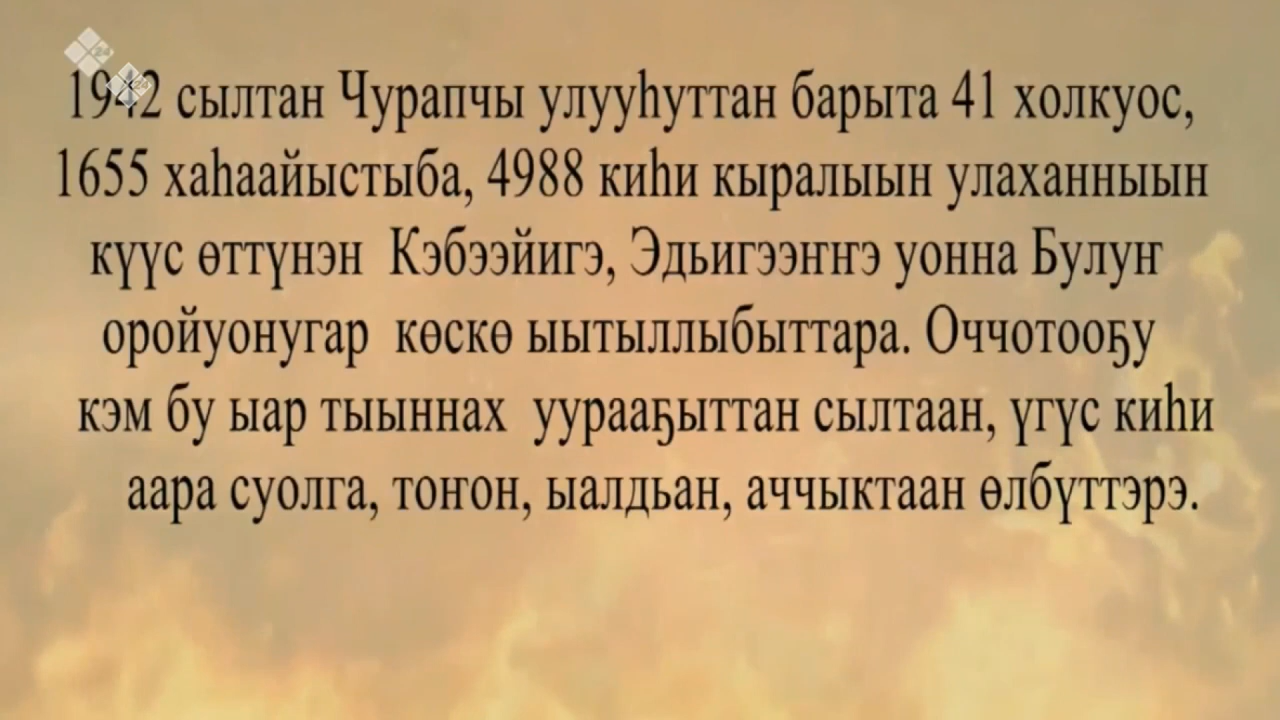 1942 сылтан Чурапчы улууһуттан барыта 41 холкуос,
1655 хаһаайыстыба, 4988 киһи кыралыын улаханныын
күүс өттүнэн Кэбээйигэ, Эдьигээҥҥэ уонна Булуҥ
оройуонугар көскө ыытыллыбыттара. Оччотооҕу
кэм бу ыар тыыннах уурааҕыттан сылтаан, үгүс киһи
аара суолга, тоҥон, ыалдьан, аччыктаан өлбүттэрэ.